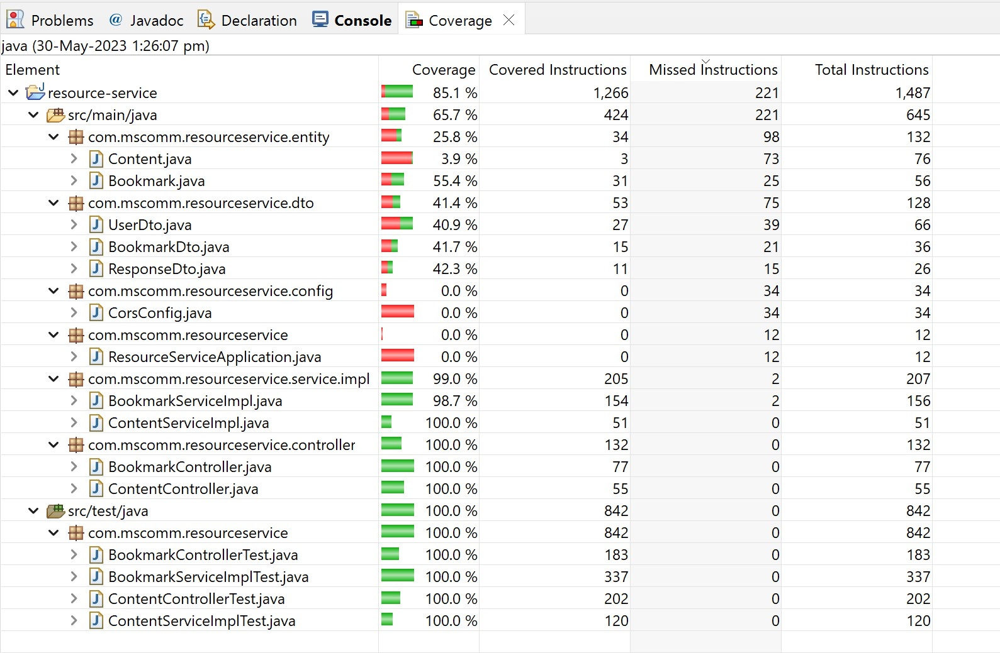 Problems @ Javadoc Declaration Console Coverage
java (30-May-2023 1:26:07 pm)
Element Coverage Covered Instructions Missed Instructions Total Instructions
resource-service 85.1 % 1,266 221 1,487
src/main/java 65.7 % 424 221 645
com.mscomm.resourceservice.entity 25.8 % 34 98 132
Content.java 3.9 % 3 73 76
Bookmark.java 55.4 % 31 25 56
com.mscomm.resourceservice.dto 41.4 % 53 75 128
UserDto.java 40.9 % 27 39 66
BookmarkDto.java 41.7 % 15 21 36
ResponseDto.java 42.3 % 11 15 26
com.mscomm.resourceservice.config 0.0 % 0 34 34
CorsConfig.java 0.0 % 0 34 34
com.mscomm.resourceservice 0.0 % 0 12 12
ResourceServiceApplication.java 0.0 % 0 12 12
com.mscomm.resourceservice.service.impl 99.0 % 205 2 207
BookmarkServiceImpl.java 98.7 % 154 2 156
ContentServiceImpl.java 100.0 % 51 0 51
com.mscomm.resourceservice.controller 100.0 % 132 0 132
BookmarkController.java 100.0 % 77 0 77
ContentController.java 100.0 % 55 0 55
src/test/java 100.0 % 842 0 842
com.mscomm.resourceservice 100.0 % 842 0 842
BookmarkControllerTest.java 100.0 % 183 0 183
BookmarkServiceImplTest.java 100.0 % 337 0 337
ContentControllerTest.java 100.0 % 202 0 202
ContentServiceImplTest.java 100.0 % 120 0 120